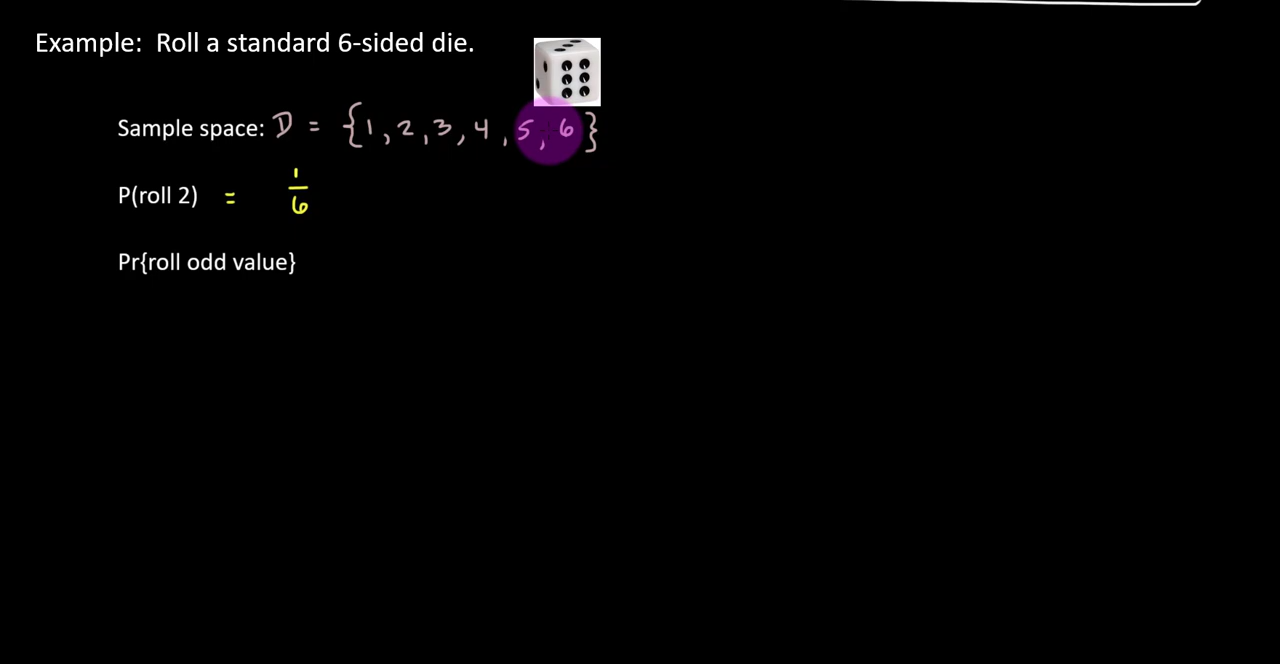 Example: Roll a standard 6-sided die.
Sample space: D = {1, 2, 3, 4, 5, 6}
P(roll 2) = 1/6
Pr{roll odd value}